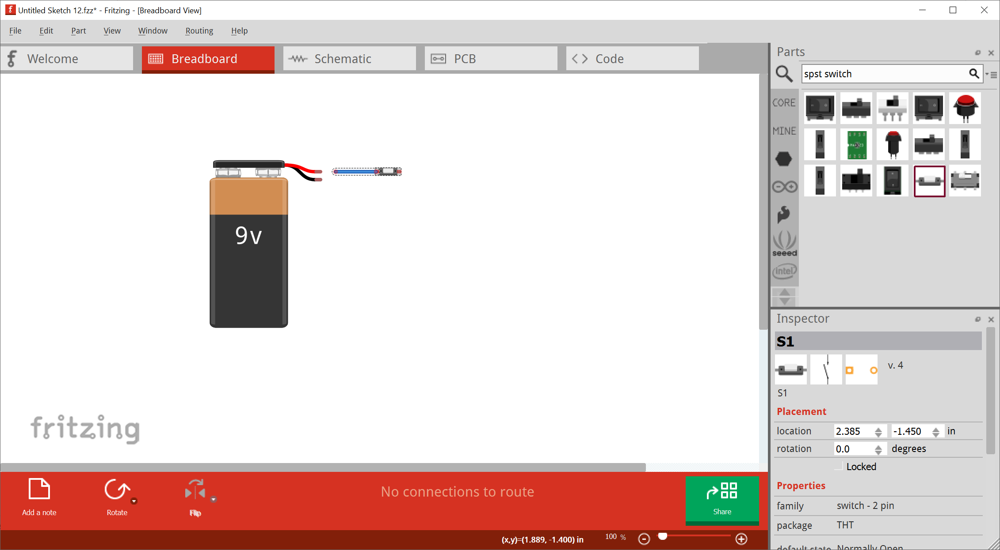 Untitled Sketch 12.fzz* - Fritzing - [Breadboard View]
File Edit Part View Window Routing Help
Welcome
Breadboard
Schematic
PCB
Code
Parts
spst switch
CORE
MINE
seeed
intel
9v
fritzing
Inspector
S1
v. 4
S1
Placement
location 2.385 -1.450 in
rotation 0.0 degrees
Locked
Properties
family switch - 2 pin
package THT
default state Normally Open
Add a note
Rotate
Flip
No connections to route
Share
(x,y)=(1.889, -1.400) in
100 %